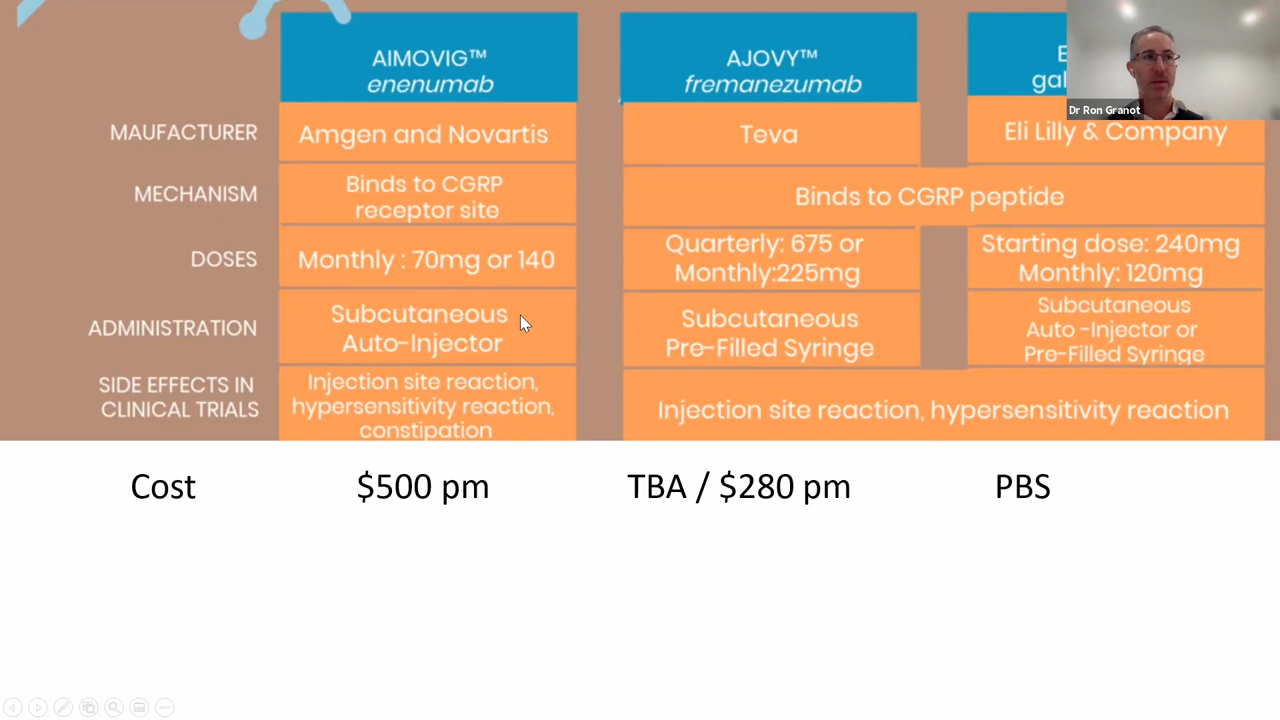 AIMOVIG™
enenumab
AJOVY™
fremanezumab
E
gal
Dr Ron Granot
MAUFACTURER
Amgen and Novartis
Teva
Eli Lilly & Company
MECHANISM
Binds to CGRP
receptor site
Binds to CGRP peptide
DOSES
Monthly : 70mg or 140
Quarterly: 675 or
Monthly:225mg
Starting dose: 240mg
Monthly: 120mg
ADMINISTRATION
Subcutaneous
Auto-Injector
Subcutaneous
Pre-Filled Syringe
Subcutaneous
Auto -Injector or
Pre-Filled Syringe
SIDE EFFECTS IN
CLINICAL TRIALS
Injection site reaction,
hypersensitivity reaction,
constipation
Injection site reaction, hypersensitivity reaction
Cost
$500 pm
TBA / $280 pm
PBS